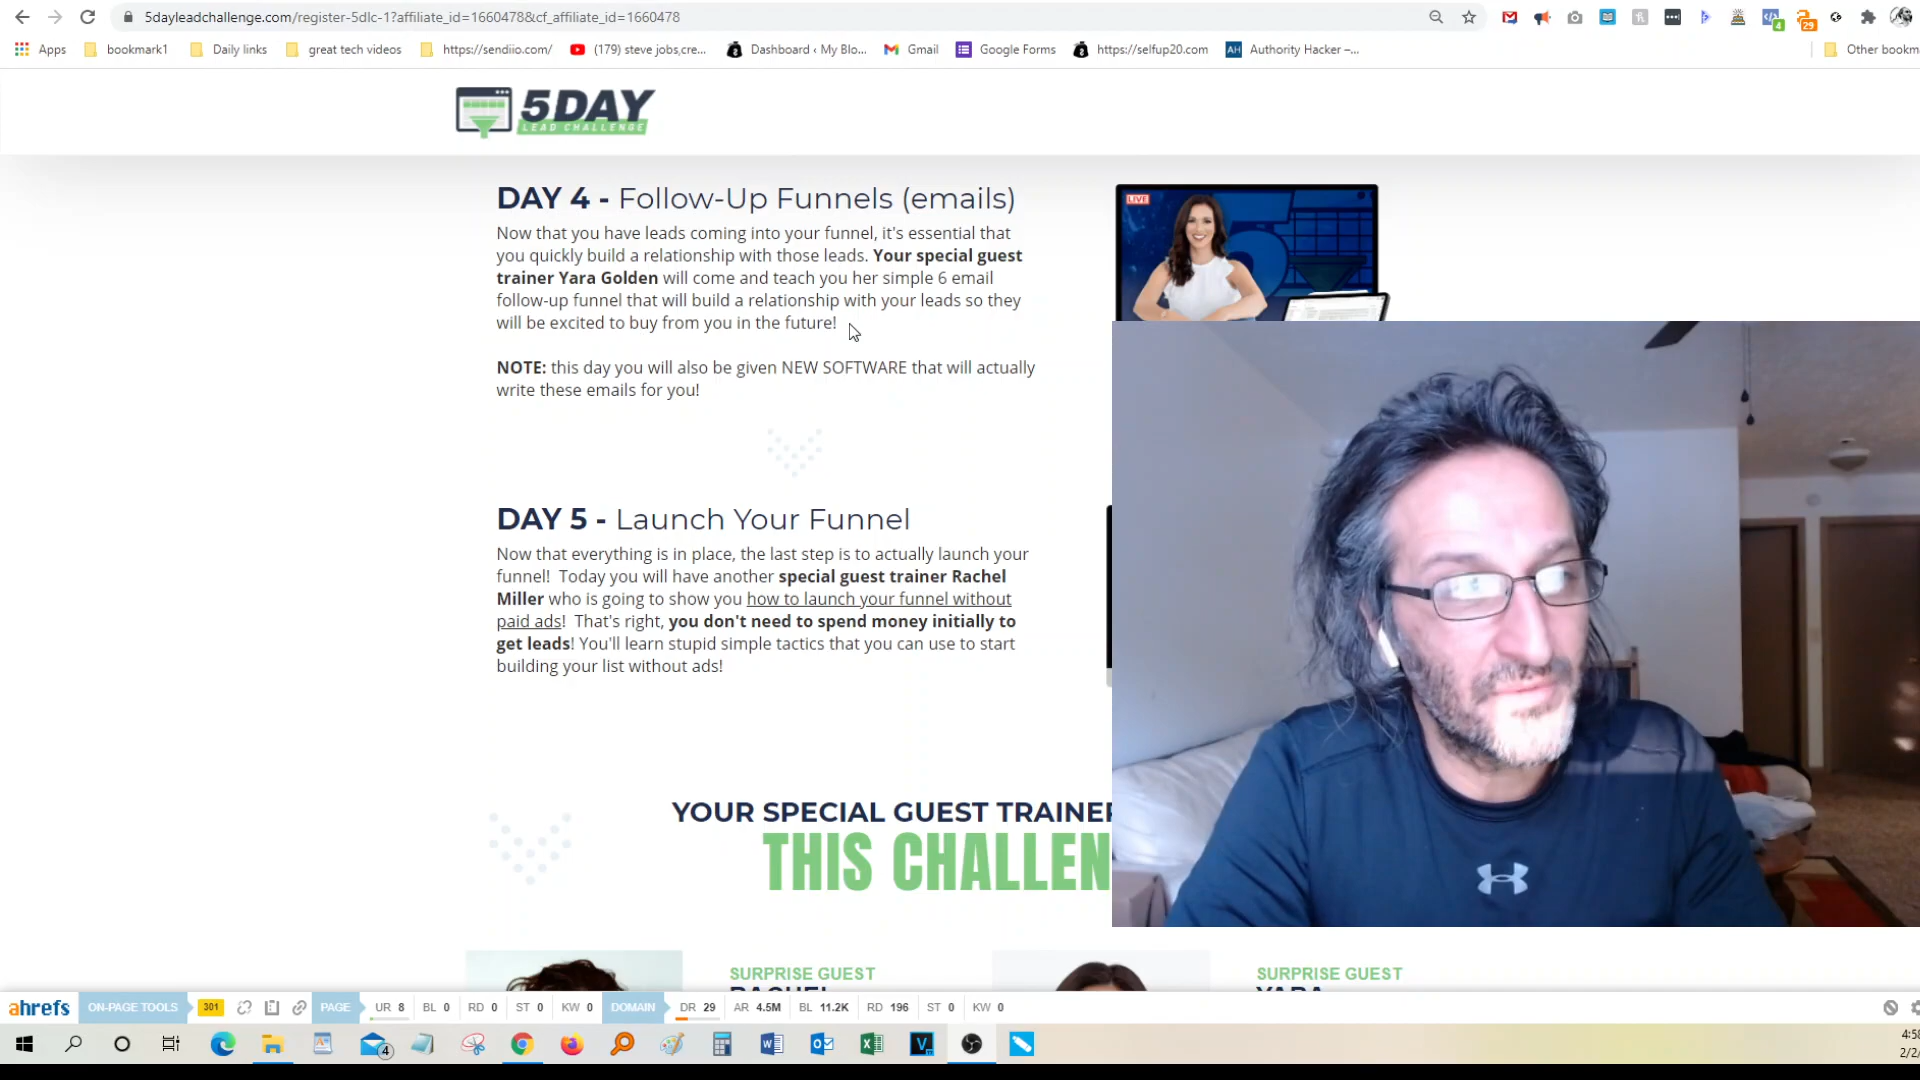 5dayleadchallenge.com/register-5dlc-1?affiliate_id=1660478&cf_affiliate_id=1660478
4
29
Apps bookmark1 Daily links great tech videos https://sendiio.com/ (179) steve jobs,cre... Dashboard ‹ My Blo... Gmail Google Forms https://selfup20.com AH Authority Hacker –... Other bookm
5DAY
LEAD CHALLENGE
DAY 4 - Follow-Up Funnels (emails)
LIVE
Now that you have leads coming into your funnel, it's essential that
you quickly build a relationship with those leads. Your special guest
trainer Yara Golden will come and teach you her simple 6 email
follow-up funnel that will build a relationship with your leads so they
will be excited to buy from you in the future!
NOTE: this day you will also be given NEW SOFTWARE that will actually
write these emails for you!
DAY 5 - Launch Your Funnel
Now that everything is in place, the last step is to actually launch your
funnel! Today you will have another special guest trainer Rachel
Miller who is going to show you how to launch your funnel without
paid ads! That's right, you don't need to spend money initially to
get leads! You'll learn stupid simple tactics that you can use to start
building your list without ads!
YOUR SPECIAL GUEST TRAINER
THIS CHALLEN
SURPRISE GUEST
RACHEL
SURPRISE GUEST
YARA
ahrefs ON-PAGE TOOLS 301 PAGE UR 8 BL 0 RD 0 ST 0 KW 0 DOMAIN DR 29 AR 4.5M BL 11.2K RD 196 ST 0 KW 0
4
4:58
2/2/